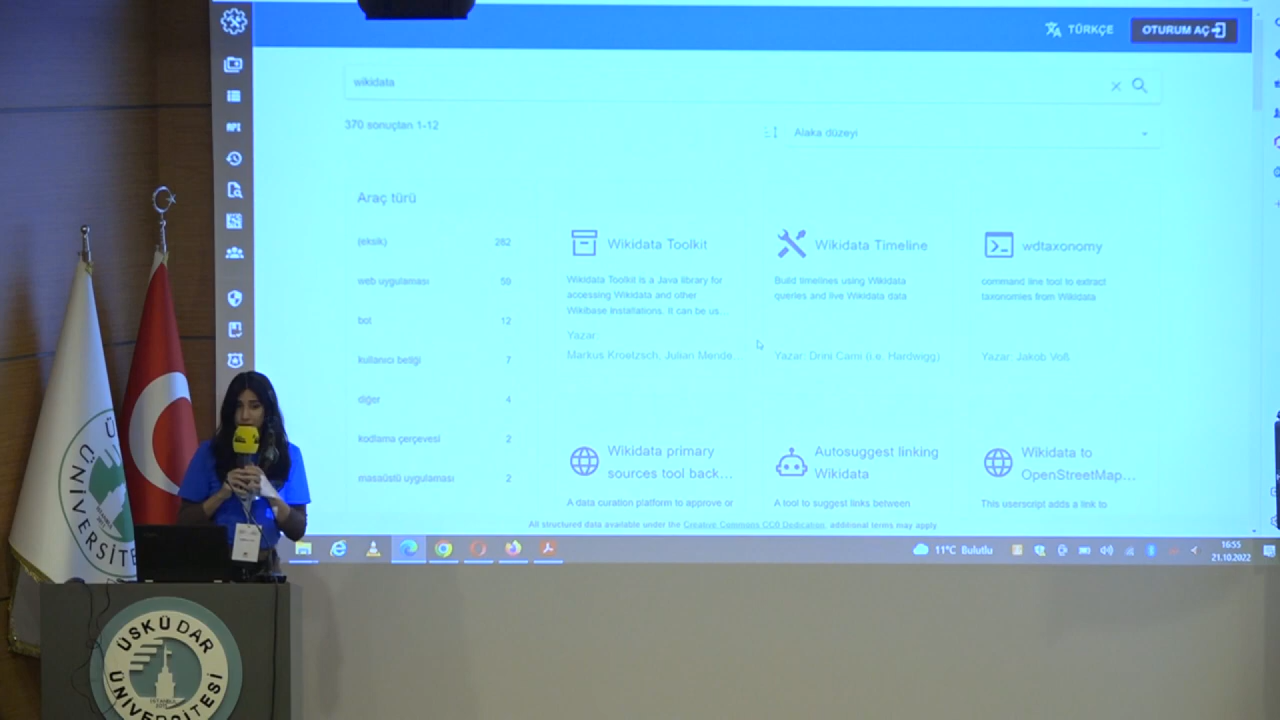 TÜRKÇE
OTURUM AÇ
wikidata
370 sonuçtan 1-12
Alaka düzeyi
API
Araç türü
(eksik) 282
web uygulaması 59
bot 12
kullanıcı betiği 7
diğer 4
kodlama çerçevesi 2
masaüstü uygulaması 2
Wikidata Toolkit
Wikidata Toolkit is a Java library for
accessing Wikidata and other
Wikibase installations. It can be us...
Yazar:
Markus Kroetzsch, Julian Mende...
Wikidata Timeline
Build timelines using Wikidata
queries and live Wikidata data
Yazar: Drini Cami (i.e. Hardwigg)
wdtaxonomy
command line tool to extract
taxonomies from Wikidata
Yazar: Jakob Voß
Wikidata primary
sources tool back...
A data curation platform to approve or
Autosuggest linking
Wikidata
A tool to suggest links between
Wikidata to
OpenStreetMap...
This userscript adds a link to
All structured data available under the Creative Commons CC0 Dedication, additional terms may apply
11°C Bulutlu
16:55
21.10.2022
ÜNİVERSİTE
ÜSKÜDAR
ÜNİVERSİTESİ
İSTANBUL